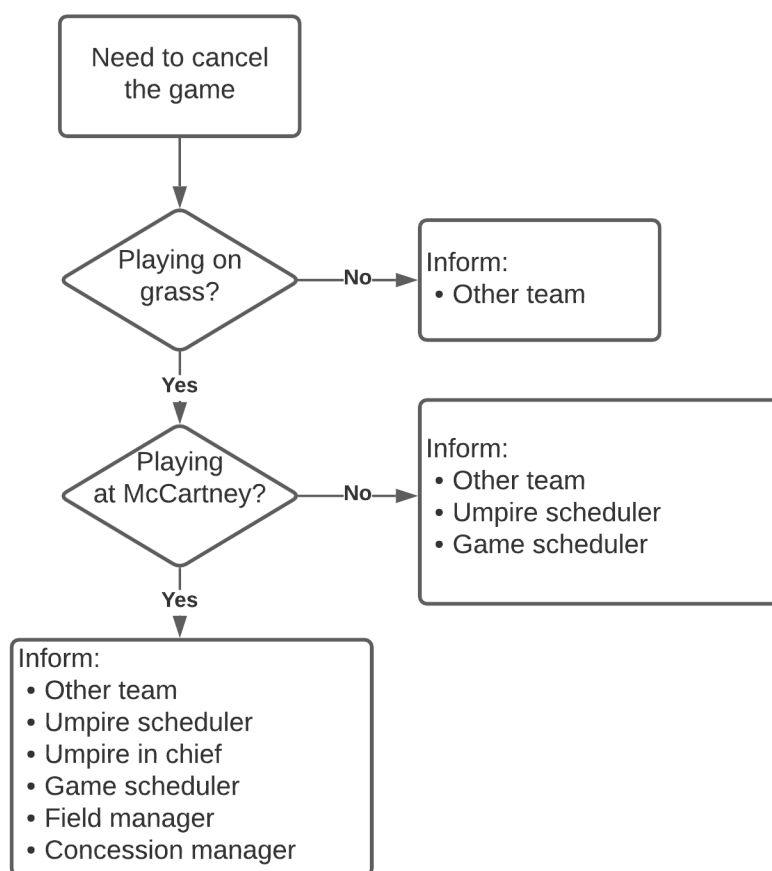 Need to cancel
the game
Playing on
grass?
No
Inform:
• Other team
Yes
Playing
at McCartney?
No
Inform:
• Other team
• Umpire scheduler
• Game scheduler
Yes
Inform:
• Other team
• Umpire scheduler
• Umpire in chief
• Game scheduler
• Field manager
• Concession manager